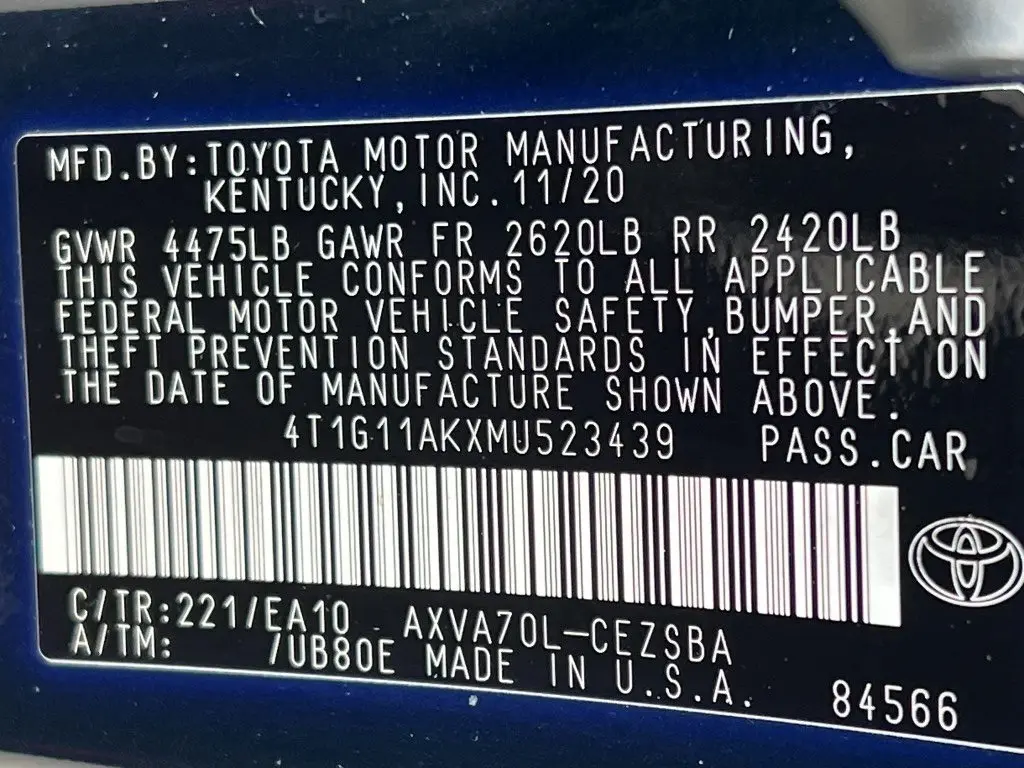 MFD.BY:TOYOTA MOTOR MANUFACTURING,
KENTUCKY,INC.11/20
GVWR 4475LB GAWR FR 2620LB RR 2420LB
THIS VEHICLE CONFORMS TO ALL APPLICABLE
FEDERAL MOTOR VEHICLE SAFETY,BUMPER,AND
THEFT PREVENTION STANDARDS IN EFFECT ON
THE DATE OF MANUFACTURE SHOWN ABOVE.
4T1G11AKXMU523439 PASS.CAR
C/TR:221/EA10 AXVA70L-CEZSBA
A/TM: /UB80E MADE IN U.S.A.
84566